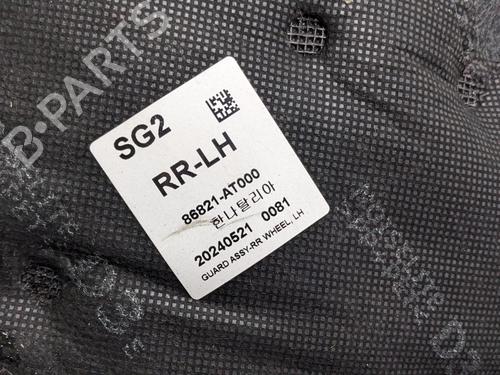 B-PARTS
SG2
RR-LH
86821-AT000
한나탈리아
20240521 0081
GUARD ASSY-RR WHEEL, LH